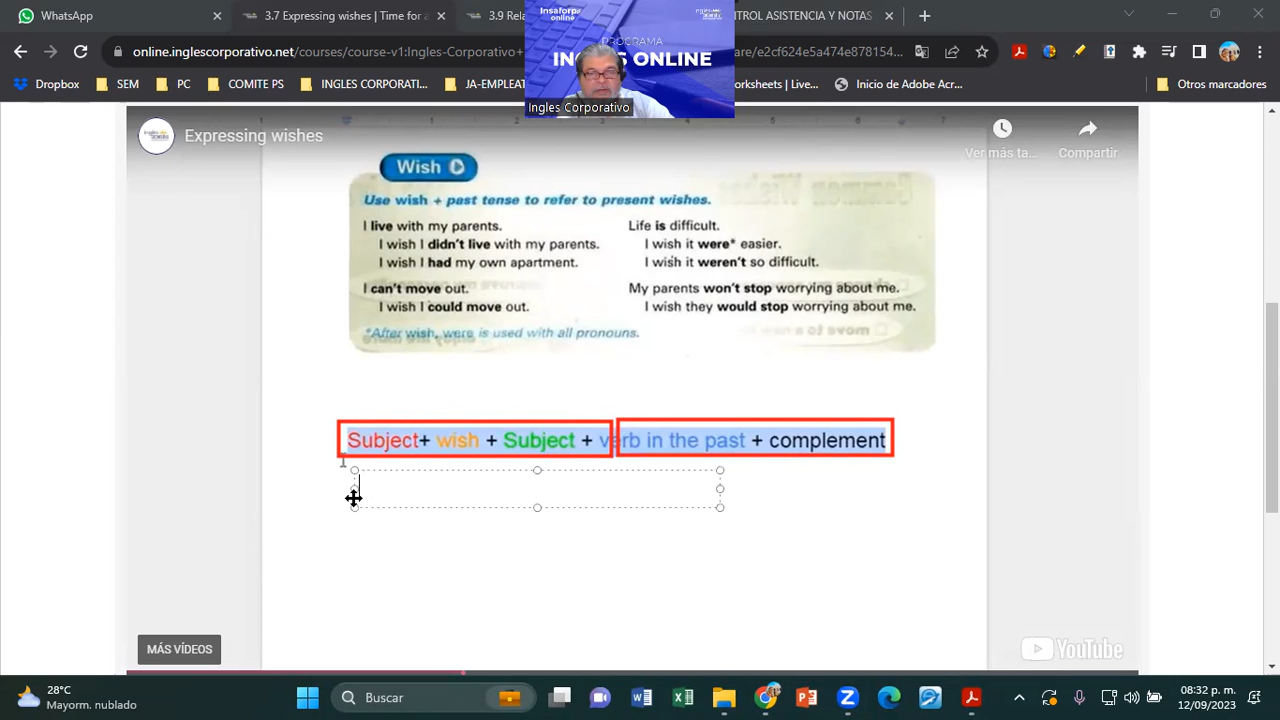 WhatsApp
3.7 Expressing wishes | Time for
3.9 Rel
NTROL ASISTENCIA Y NOTAS
online.inglescorporativo.net/courses/course-v1:Ingles-Corporativo+
are/e2cf624e5a474e878154...
Dropbox
SEM
PC
COMITE PS
INGLES CORPORATI...
JA-EMPLEAT
orksheets | Live...
Inicio de Adobe Acr...
Otros marcadores
Insaforp
online
PROGRAMA
INGLES ONLINE
Ingles Corporativo
Expressing wishes
Ver más ta...
Compartir
Wish
Use wish + past tense to refer to present wishes.
I live with my parents.
I wish I didn't live with my parents.
I wish I had my own apartment.
I can't move out.
I wish I could move out.
*After wish, were is used with all pronouns.
Life is difficult.
I wish it were* easier.
I wish it weren't so difficult.
My parents won't stop worrying about me.
I wish they would stop worrying about me.
Subject+ wish + Subject + verb in the past + complement
MÁS VÍDEOS
YouTube
28°C
Mayorm. nublado
Buscar
08:32 p. m.
12/09/2023